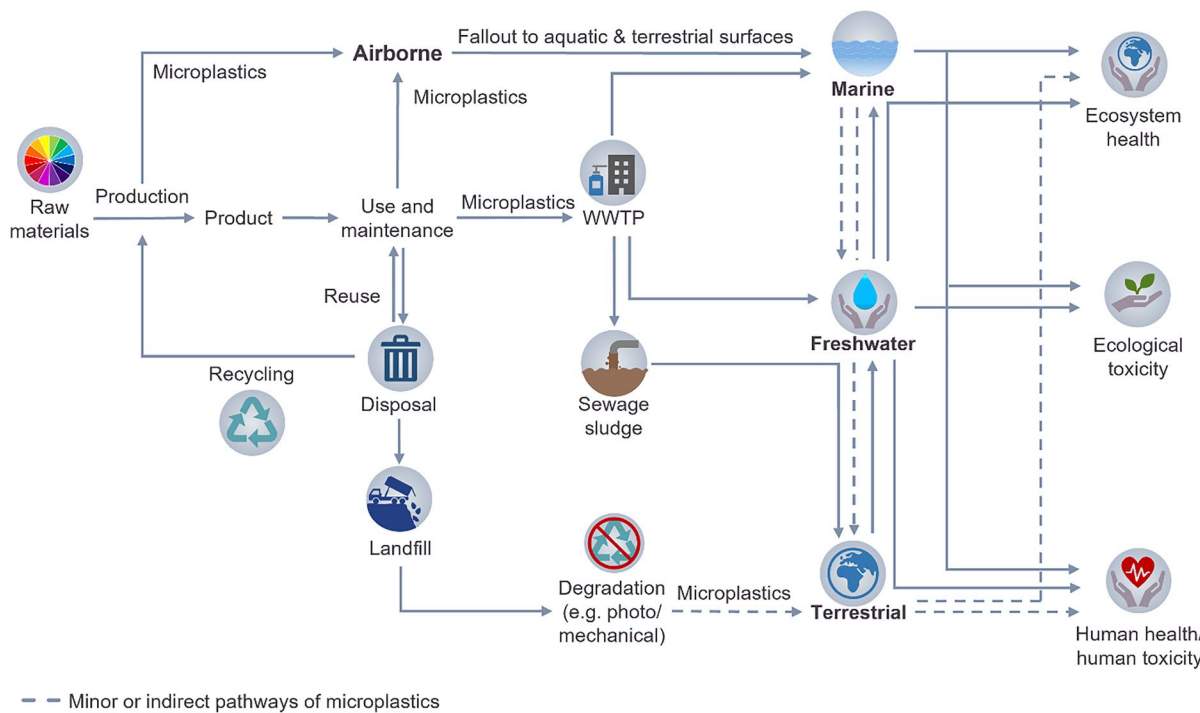 Airborne
Fallout to aquatic & terrestrial surfaces
Microplastics
Microplastics
Marine
Ecosystem
health
Raw
materials
Production
Product
Use and
maintenance
Microplastics
WWTP
Reuse
Freshwater
Ecological
toxicity
Recycling
Disposal
Sewage
sludge
Landfill
Degradation
(e.g. photo/
mechanical)
Microplastics
Terrestrial
Human health/
human toxicity
Minor or indirect pathways of microplastics